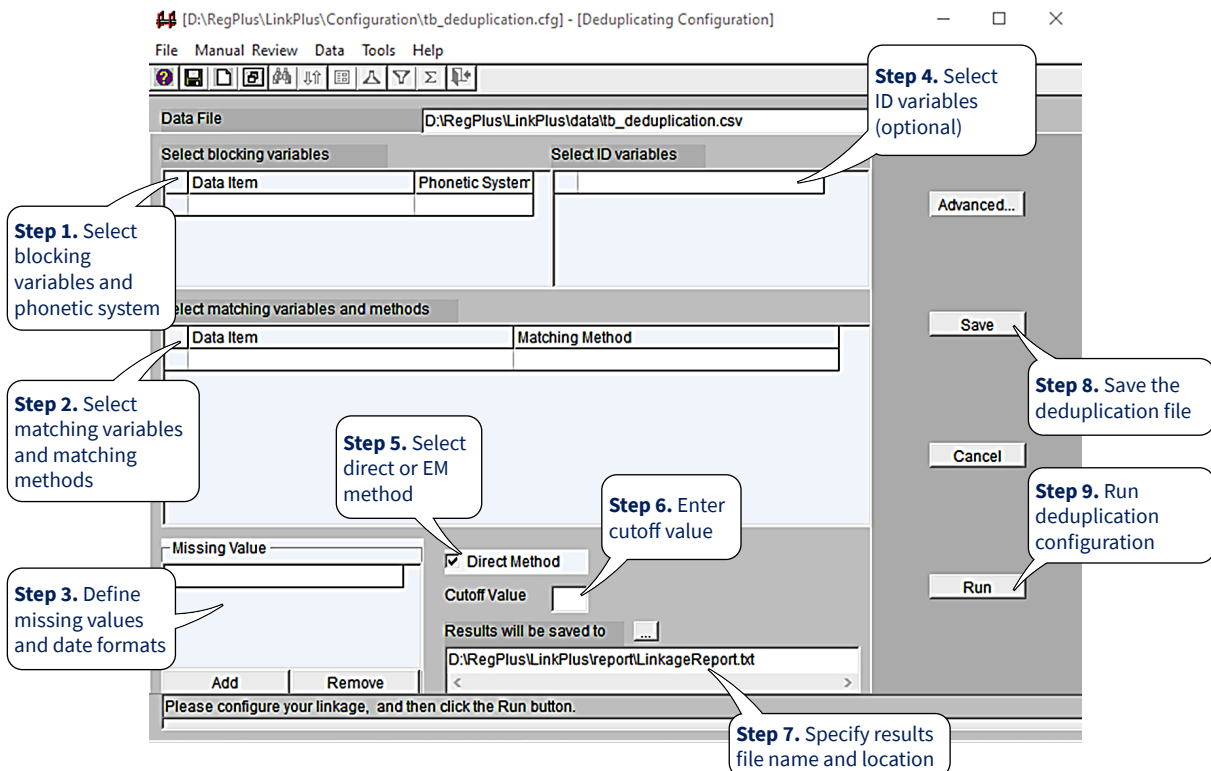 [D:\RegPlus\LinkPlus\Configuration\tb_deduplication.cfg] - [Deduplicating Configuration]
File Manual Review Data Tools Help
Step 4. Select
ID variables
(optional)
Data File
D:\RegPlus\LinkPlus\data\tb_deduplication.csv
Select blocking variables
Select ID variables
Data Item Phonetic System
Advanced...
Step 1. Select
blocking
variables and
phonetic system
elect matching variables and methods
Data Item Matching Method
Save
Step 8. Save the
deduplication file
Step 2. Select
matching variables
and matching
methods
Step 5. Select
direct or EM
method
Cancel
Step 6. Enter
cutoff value
Step 9. Run
deduplication
configuration
Missing Value
Direct Method
Run
Cutoff Value
Step 3. Define
missing values
and date formats
Results will be saved to ...
D:\RegPlus\LinkPlus\report\LinkageReport.txt
Add Remove
< >
Please configure your linkage, and then click the Run button.
Step 7. Specify results
file name and location